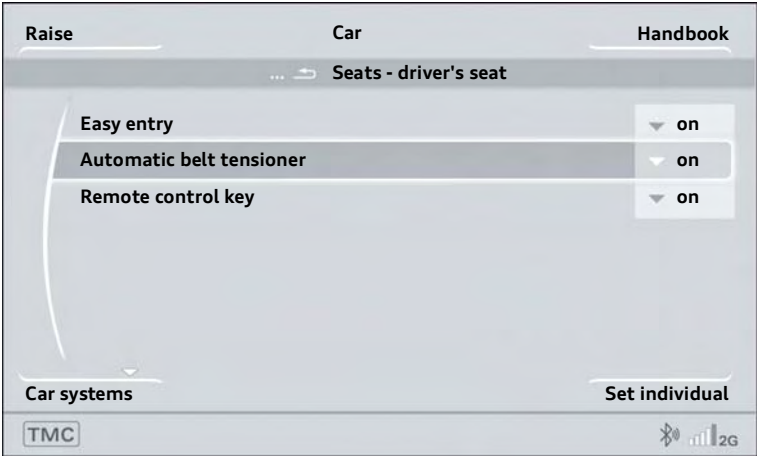 Raise Car Handbook
... Seats - driver's seat
Easy entry on
Automatic belt tensioner on
Remote control key on
Car systems Set individual
TMC 2G